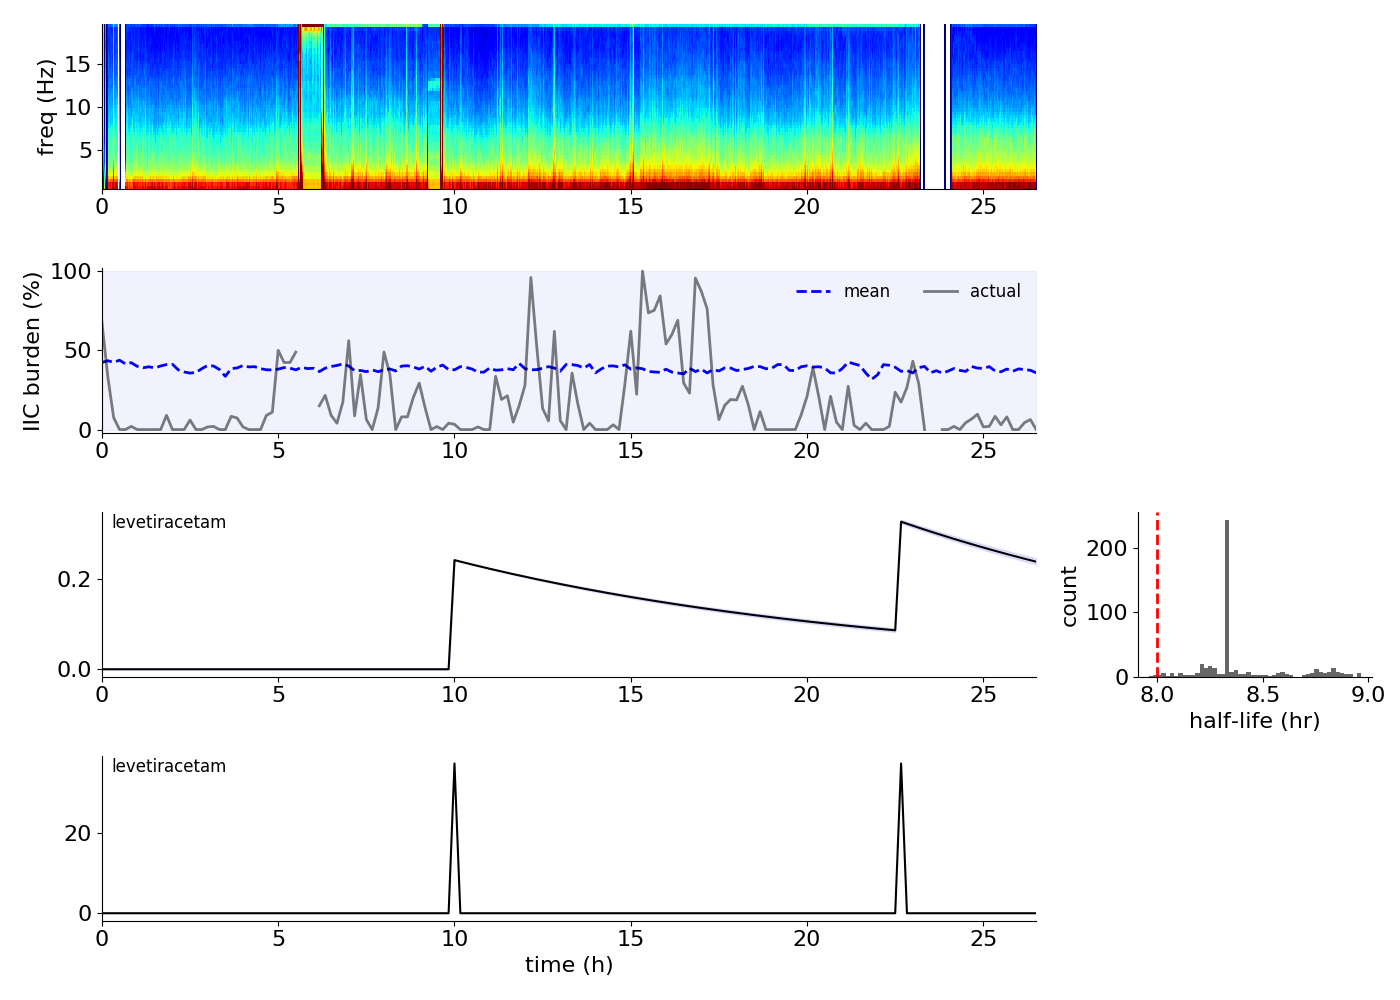 freq (Hz)
15
10
5
0 5 10 15 20 25
IIC burden (%)
100
50
0
mean actual
0 5 10 15 20 25
levetiracetam
0.2
0.0
0 5 10 15 20 25
count
200
100
0
8.0 8.5 9.0
half-life (hr)
levetiracetam
20
0
0 5 10 15 20 25
time (h)